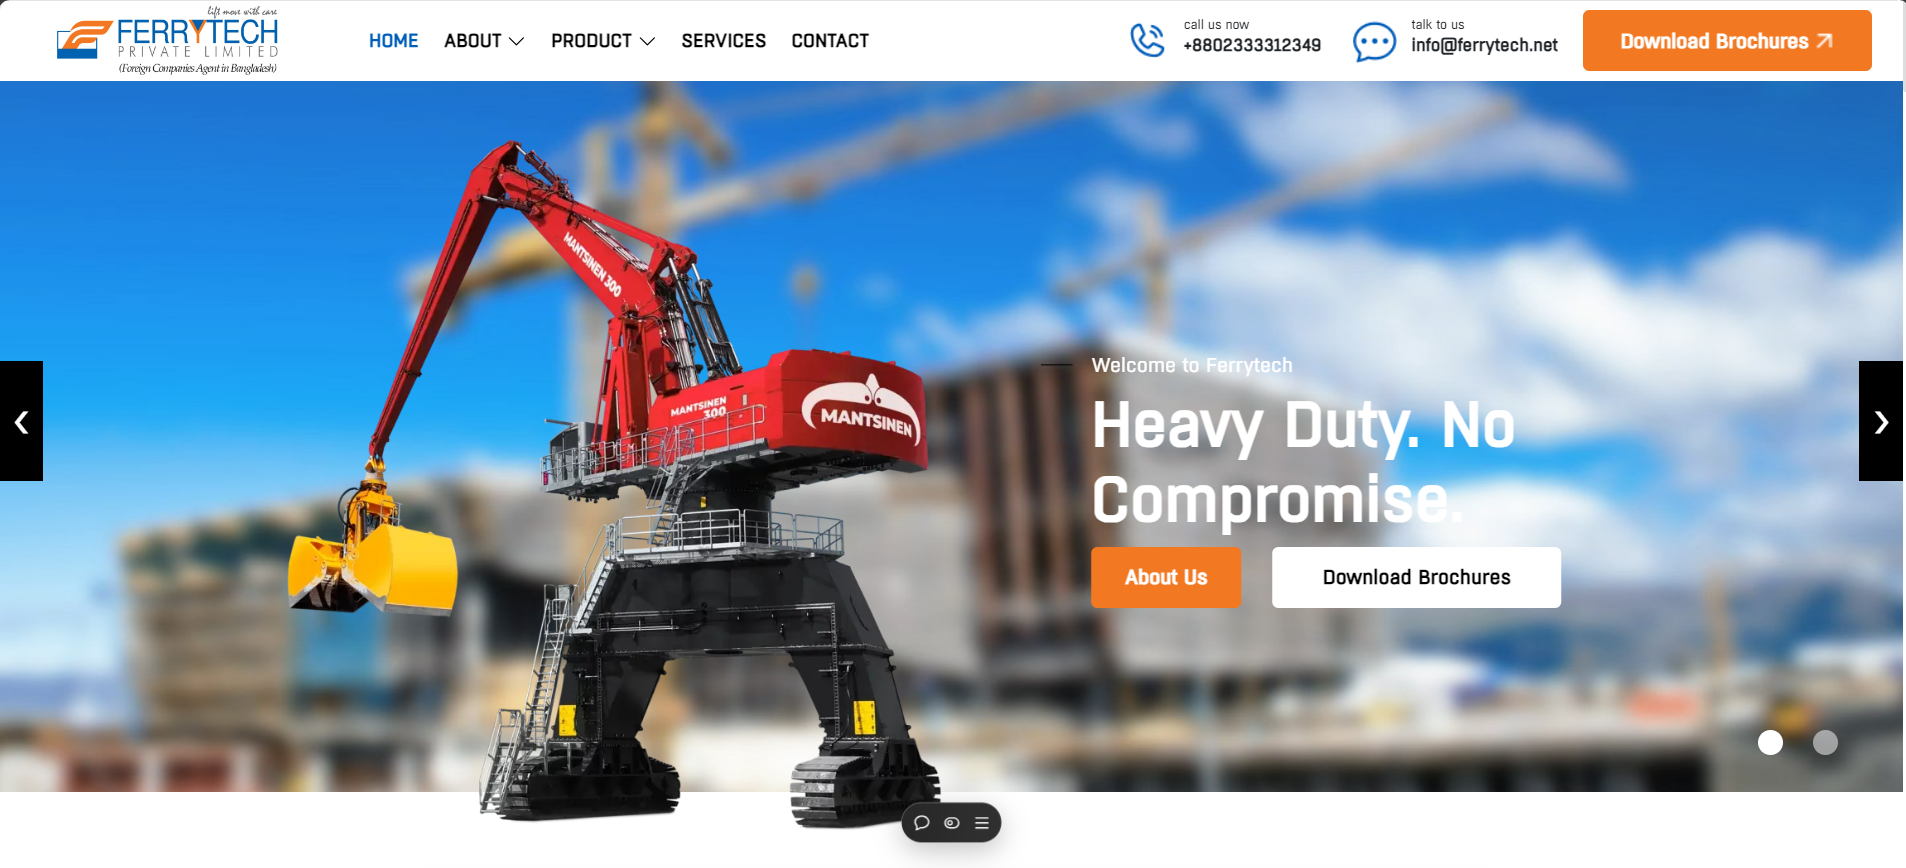 lift move with care
FERRYTECH
PRIVATE LIMITED
(Foreign Companies Agent in Bangladesh)
HOME
ABOUT
PRODUCT
SERVICES
CONTACT
call us now
+8802333312349
talk to us
info@ferrytech.net
Download Brochures
MANTSINEN 300
MANTSINEN
300
MANTSINEN
Welcome to Ferrytech
Heavy Duty. No
Compromise.
About Us
Download Brochures